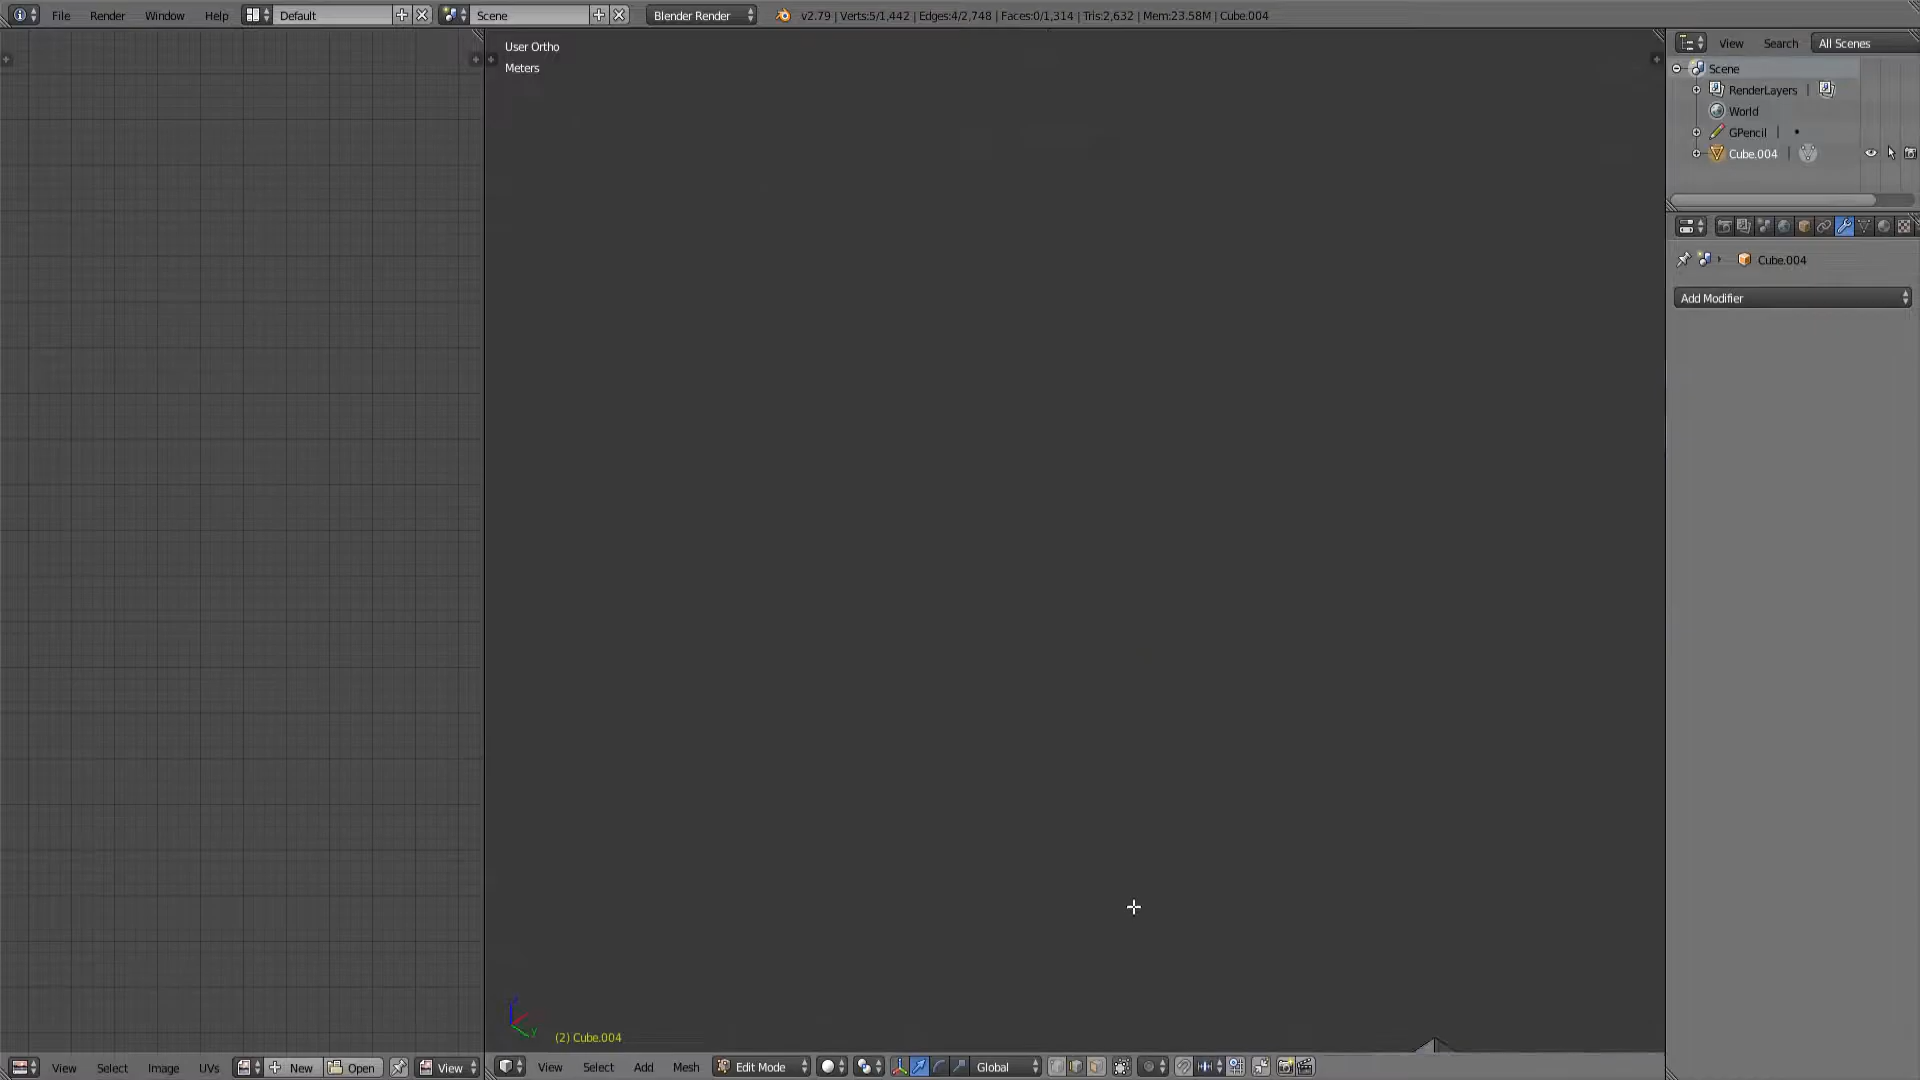 File Render Window Help Default Scene Blender Render v2.79 | Verts:5/1,442 | Edges:4/2,748 | Faces:0/1,314 | Tris:2,632 | Mem:23.58M | Cube.004
User Ortho
Meters
View Search All Scenes
Scene
RenderLayers
World
GPencil
Cube.004
Cube.004
Add Modifier
(2) Cube.004
View Select Image UVs New Open View
View Select Add Mesh Edit Mode Global